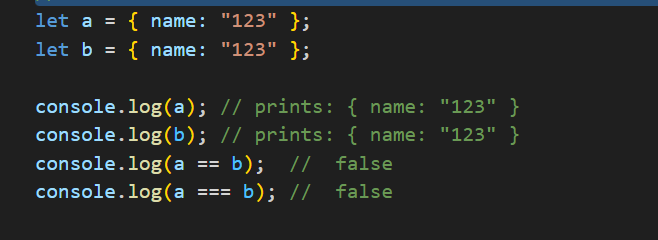 let a = { name: "123" };
let b = { name: "123" };
console.log(a); // prints: { name: "123" }
console.log(b); // prints: { name: "123" }
console.log(a == b);  //  false
console.log(a === b); //  false